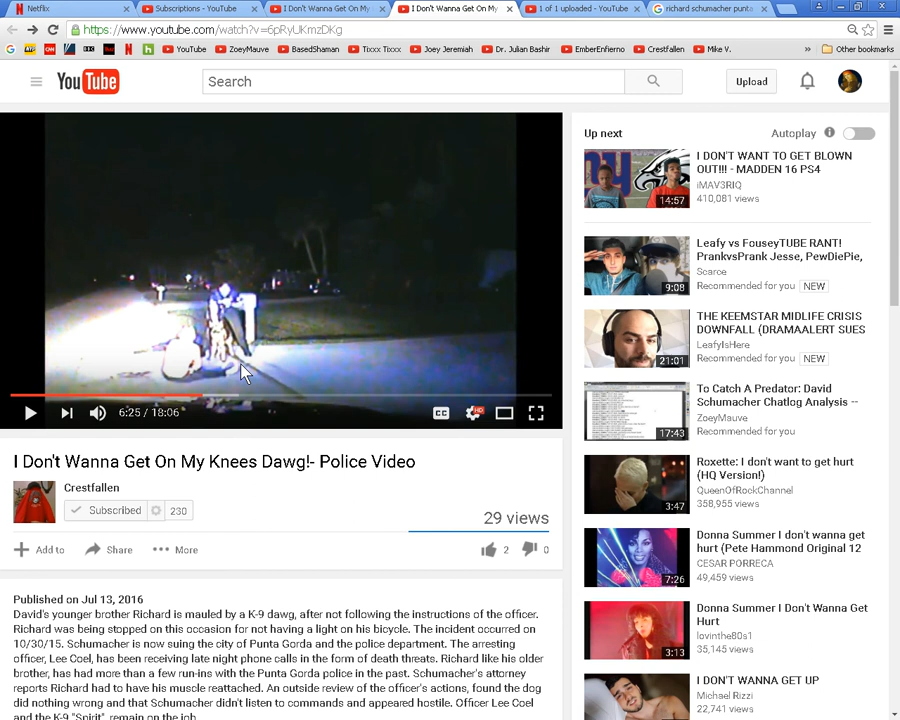 Netflix
Subscriptions - YouTube
I Don't Wanna Get On My
I Don't Wanna Get On My
1 of 1 uploaded - YouTube
richard schumacher punta
https://www.youtube.com/watch?v=6pRyUKmzDKg
YouTube
ZoeyMauve
BasedShaman
Tixxx Tixxx
Joey Jeremiah
Dr. Julian Bashir
EmberEnfierno
Crestfallen
Mike V.
»
Other bookmarks
YouTube
Search
Upload
6:25 / 18:06
CC
HD
I Don't Wanna Get On My Knees Dawg!- Police Video
Crestfallen
Subscribed
230
29 views
Add to
Share
More
2
0
Published on Jul 13, 2016
David's younger brother Richard is mauled by a K-9 dawg, after not following the instructions of the officer.
Richard was being stopped on this occasion for not having a light on his bicycle. The incident occurred on
10/30/15. Schumacher is now suing the city of Punta Gorda and the police department. The arresting
officer, Lee Coel, has been receiving late night phone calls in the form of death threats. Richard like his older
brother, has had more than a few run-ins with the Punta Gorda police in the past. Schumacher's attorney
reports Richard had to have his muscle reattached. An outside review of the officer's actions, found the dog
did nothing wrong and that Schumacher didn't listen to commands and appeared hostile. Officer Lee Coel
and the K-9 "Spirit", remain on the job.
Up next
Autoplay
I DON'T WANT TO GET BLOWN
OUT!!! - MADDEN 16 PS4
iMAV3RIQ
410,081 views
14:57
Leafy vs FouseyTUBE RANT!
PrankvsPrank Jesse, PewDiePie,
Scarce
Recommended for you
NEW
9:08
THE KEEMSTAR MIDLIFE CRISIS
DOWNFALL (DRAMAALERT SUES
LeafyIsHere
Recommended for you
NEW
21:01
To Catch A Predator: David
Schumacher Chatlog Analysis --
ZoeyMauve
Recommended for you
17:43
Roxette: I don't want to get hurt
(HQ Version!)
QueenOfRockChannel
358,955 views
3:47
Donna Summer I don't wanna get
hurt (Pete Hammond Original 12
CESAR PORRECA
49,459 views
7:26
Donna Summer I Don't Wanna Get
Hurt
lovinthe80s1
35,145 views
3:13
I DON'T WANNA GET UP
Michael Rizzi
22,741 views